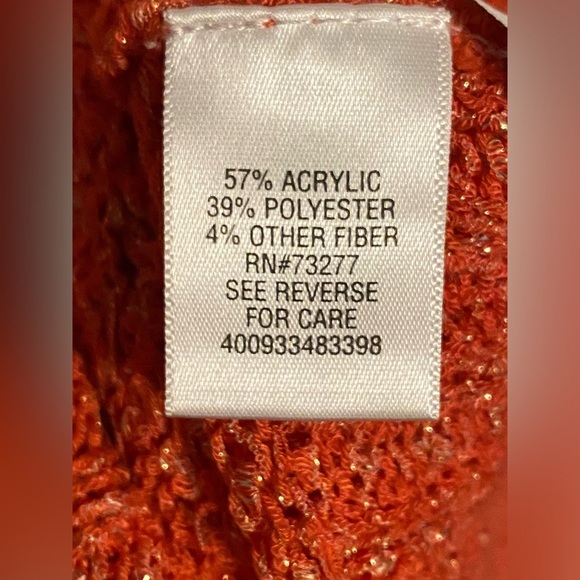 57% ACRYLIC
39% POLYESTER
4% OTHER FIBER
RN#73277
SEE REVERSE
FOR CARE
400933483398